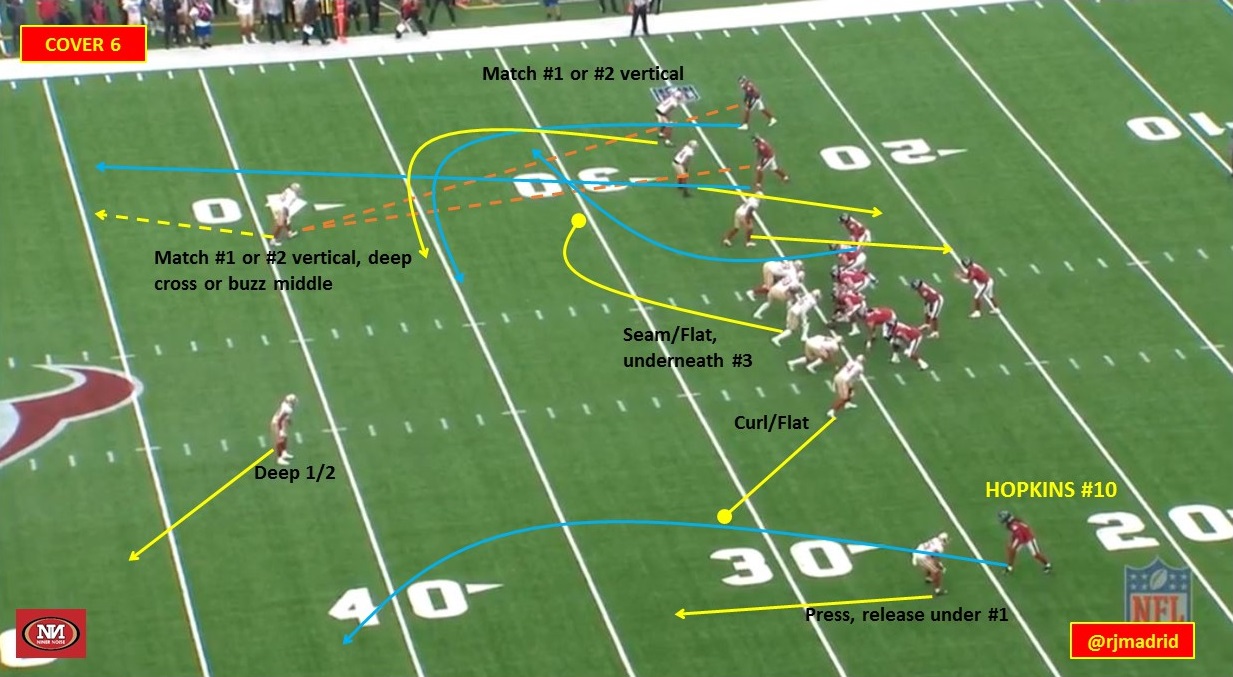 COVER 6
Match #1 or #2 vertical
10
20
30
40
Match #1 or #2 vertical, deep
cross or buzz middle
Seam/Flat,
underneath #3
Curl/Flat
Deep 1/2
HOPKINS #10
20
30
40
Press, release under #1
NFL
NN
NINER NOISE
@rjmadrid